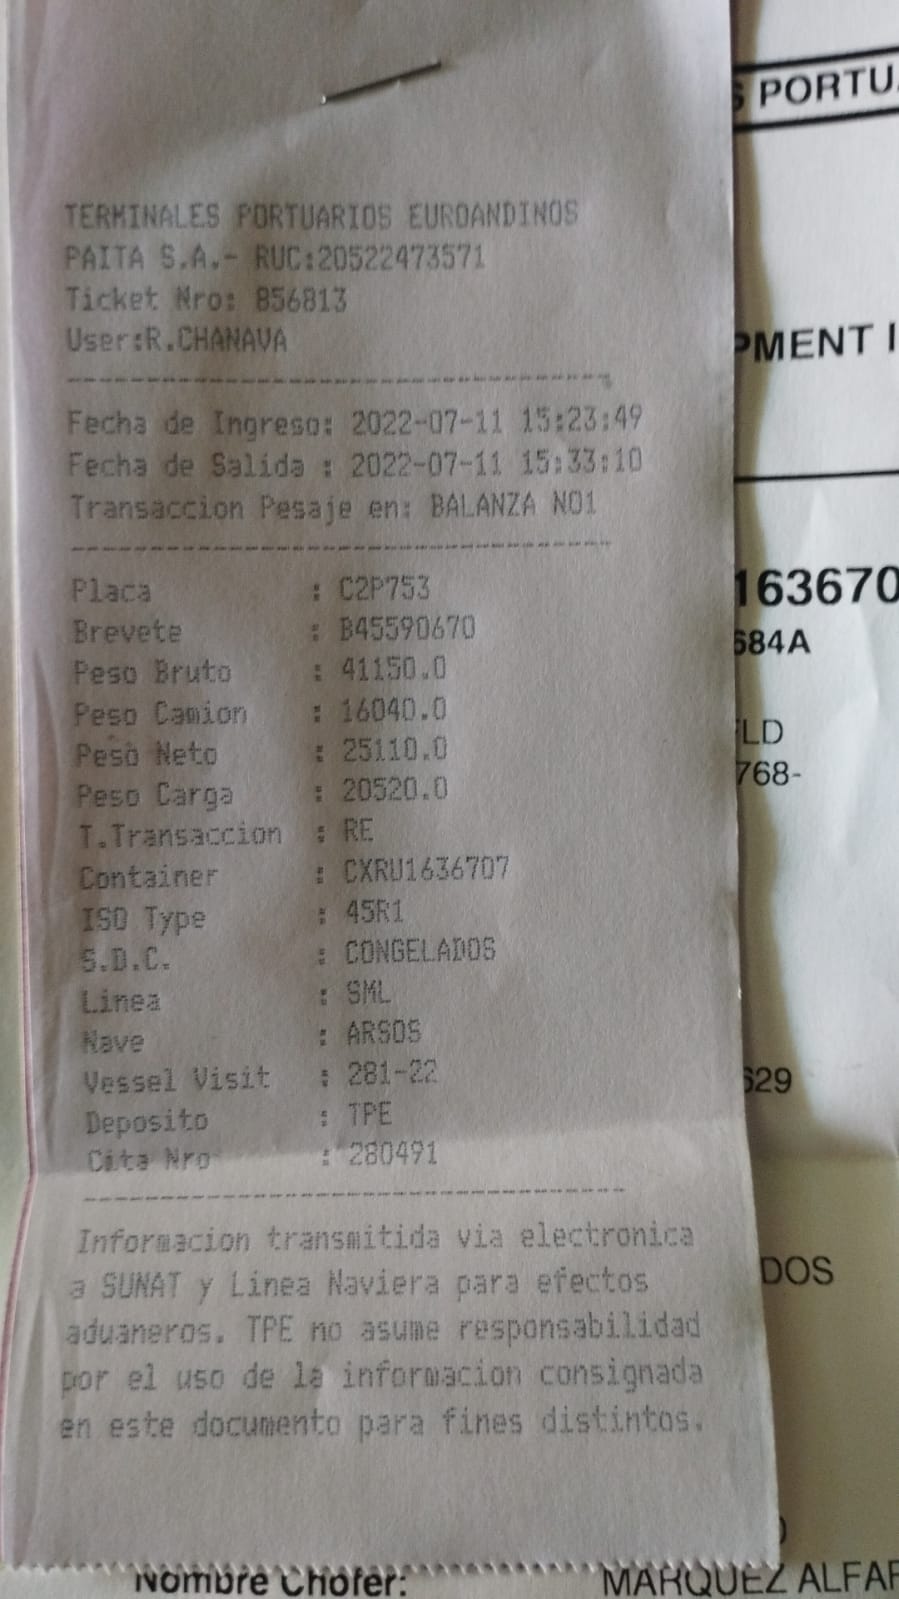 TERMINALES PORTUARIOS EUROANDINOS
PAITA S.A.- RUC:20522473571
Ticket Nro: 856813
User:R.CHANAVA
Fecha de Ingreso: 2022-07-11 15:23:49
Fecha de Salida : 2022-07-11 15:33:10
Transaccion Pesaje en: BALANZA NO1
Placa : C2P753
Brevete : B45590670
Peso Bruto : 41150.0
Peso Camion : 16040.0
Peso Neto : 25110.0
Peso Carga : 20520.0
T.Transaccion : RE
Container : CXRU1636707
ISO Type : 45R1
S.D.C. : CONGELADOS
Linea : SML
Nave : ARSOS
Vessel Visit : 281-22
Deposito : TPE
Cita Nro : 280491
Informacion transmitida via electronica
a SUNAT y Linea Naviera para efectos
aduaneros. TPE no asume responsabilidad
por el uso de la informacion consignada
en este documento para fines distintos.
S PORTUA
PMENT I
163670
684A
LD
768-
629
DOS
Nombre Chofer: MARQUEZ ALFAR